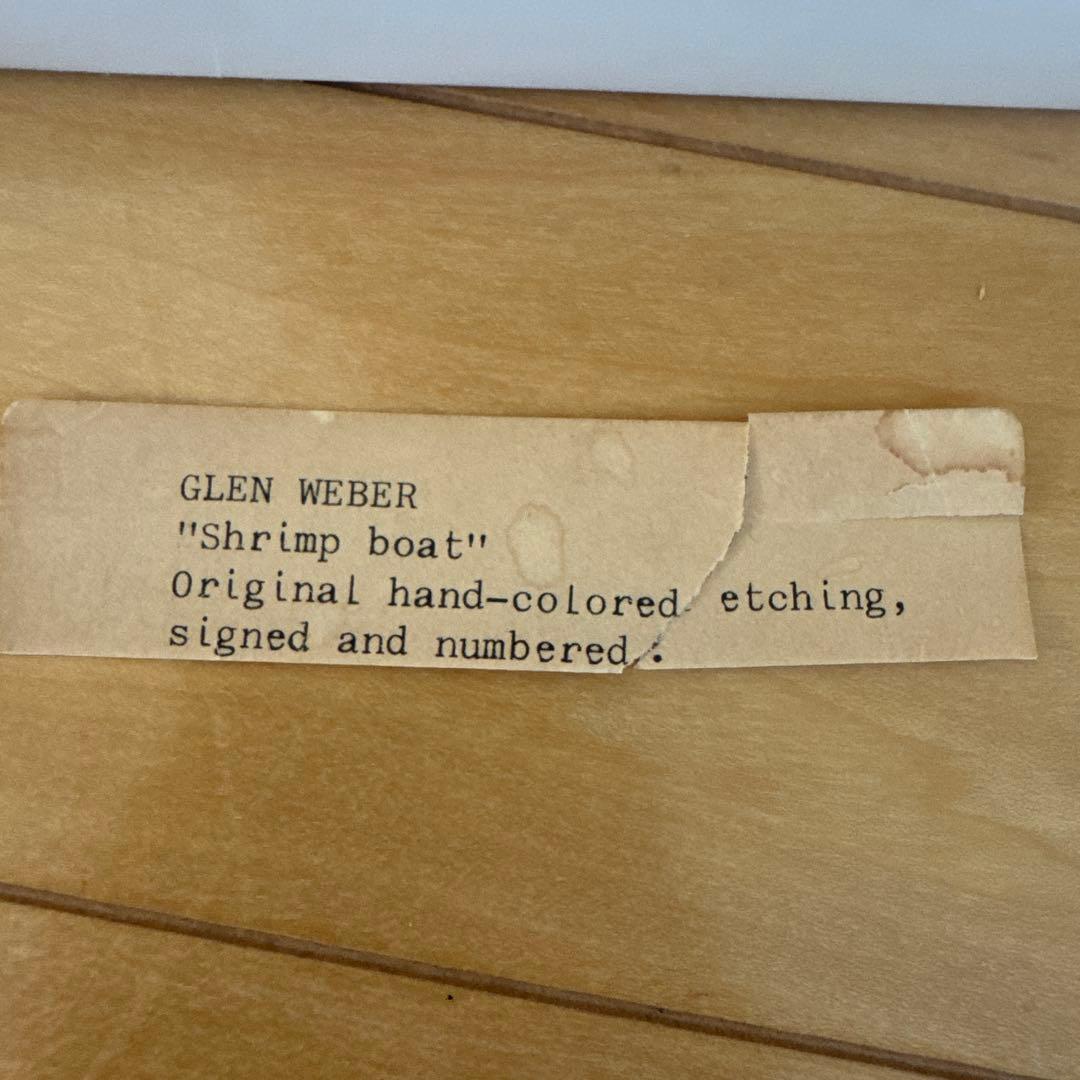 GLEN WEBER
"Shrimp boat"
Original hand-colored etching,
signed and numbered.